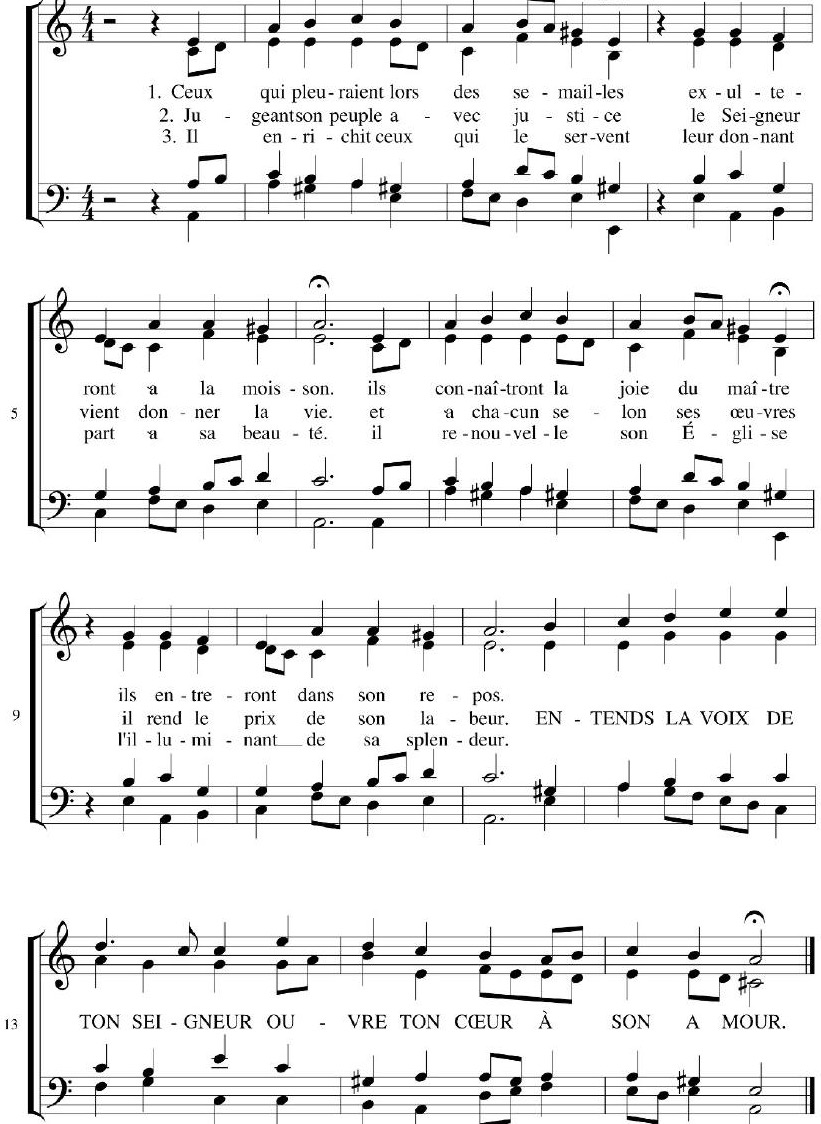 1. Ceux qui pleu - raient lors des se - mail - les ex - ul - te -
2. Ju - geant son peuple a - vec ju - sti - ce le Sei - gneur
3. Il en - ri - chit ceux qui le ser - vent leur don - nant
5
ront a la mois - son. ils con - naî - tront la joie du maî - tre
vient don - ner la vie. et a cha - cun se - lon ses œu - vres
part a sa beau - té. il re - nou - vel - le son É - gli - se
9
ils en - tre - ront dans son re - pos.
il rend le prix de son la - beur. EN - TENDS LA VOIX DE
l'il - lu - mi - nant de sa splen - deur.
13
TON SEI - GNEUR OU - VRE TON CŒUR À SON A MOUR.